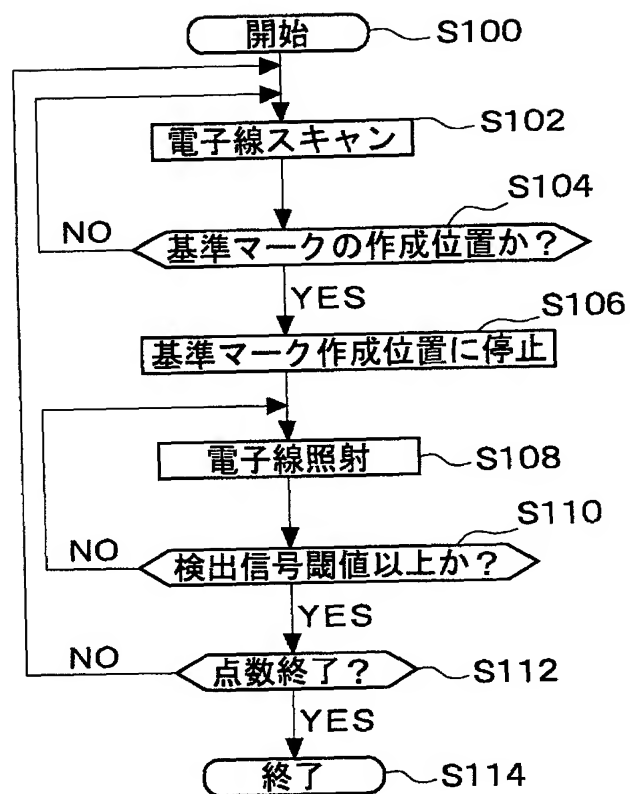 開始 S100
電子線スキャン S102
S104
NO 基準マークの作成位置か?
YES
S106
基準マーク作成位置に停止
電子線照射 S108
S110
NO 検出信号閾値以上か?
YES
NO 点数終了? S112
YES
終了 S114